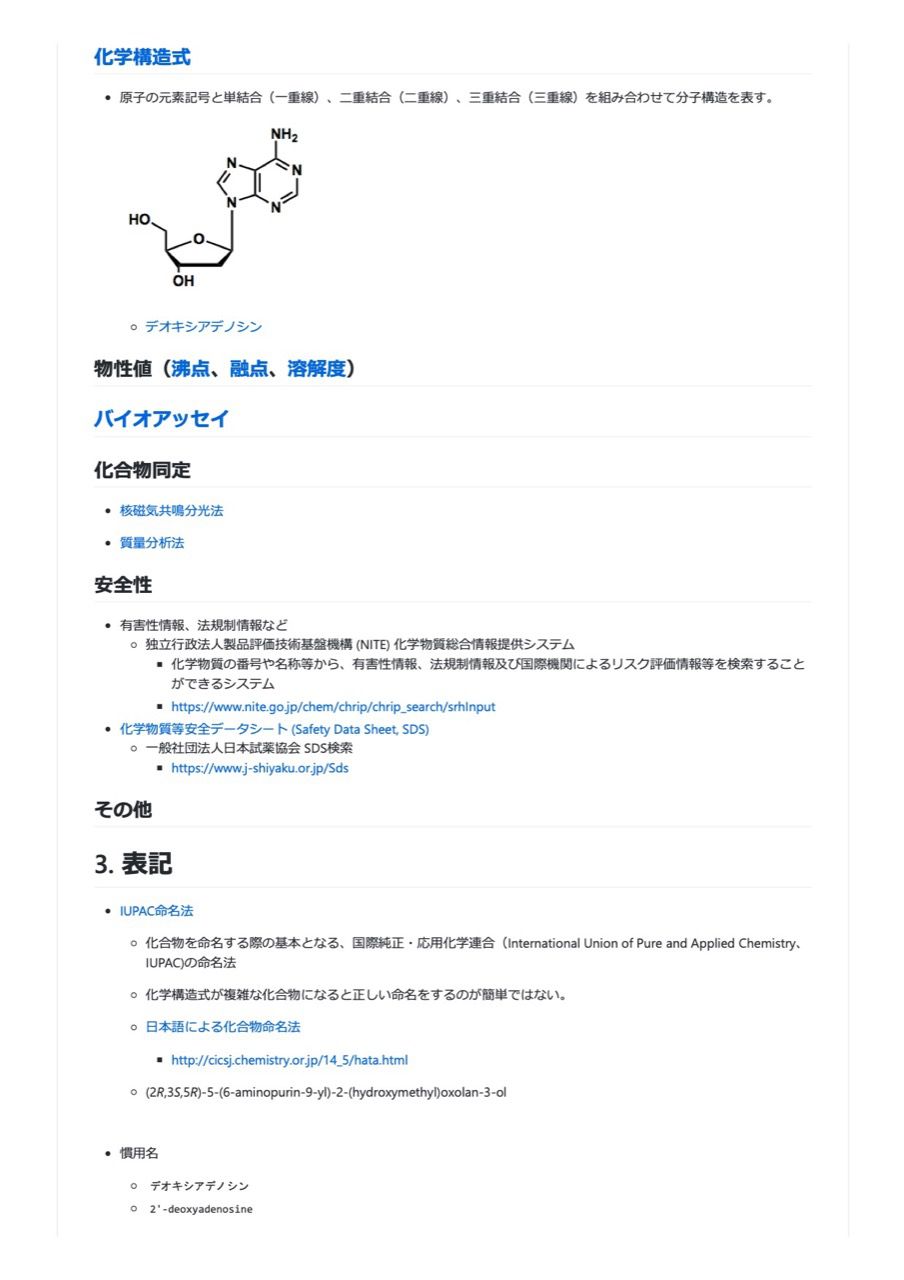 化学構造式
• 原子の元素記号と単結合（一重線）、二重結合（二重線）、三重結合（三重線）を組み合わせて分子構造を表す。
NH2
N
N
N
N
HO
O
OH
デオキシアデノシン
物性値（沸点、融点、溶解度）
バイオアッセイ
化合物同定
• 核磁気共鳴分光法
• 質量分析法
安全性
• 有害性情報、法規制情報など
独立行政法人製品評価技術基盤機構 (NITE) 化学物質総合情報提供システム
化学物質の番号や名称等から、有害性情報、法規制情報及び国際機関によるリスク評価情報等を検索すること
ができるシステム
https://www.nite.go.jp/chem/chrip/chrip_search/srhInput
• 化学物質等安全データシート (Safety Data Sheet, SDS)
一般社団法人日本試薬協会 SDS検索
https://www.j-shiyaku.or.jp/Sds
その他
3. 表記
• IUPAC命名法
化合物を命名する際の基本となる、国際純正・応用化学連合（International Union of Pure and Applied Chemistry、
IUPAC)の命名法
化学構造式が複雑な化合物になると正しい命名をするのが簡単ではない。
日本語による化合物命名法
http://cicsj.chemistry.or.jp/14_5/hata.html
(2R,3S,5R)-5-(6-aminopurin-9-yl)-2-(hydroxymethyl)oxolan-3-ol
• 慣用名
デオキシアデノシン
2'-deoxyadenosine